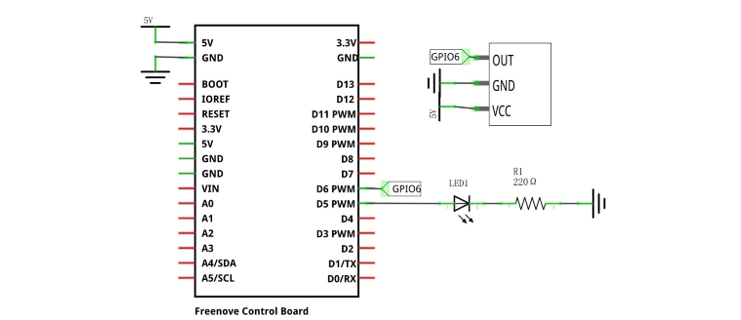 5V
5V
GND
BOOT
IOREF
RESET
3.3V
5V
GND
GND
VIN
A0
A1
A2
A3
A4/SDA
A5/SCL
3.3V
GND
D13
D12
D11 PWM
D10 PWM
D9 PWM
D8
D7
D6 PWM
D5 PWM
D4
D3 PWM
D2
D1/TX
D0/RX
Freenove Control Board
GPIO6
GPIO6
OUT
GND
VCC
5V
LED1
R1
220 Ω